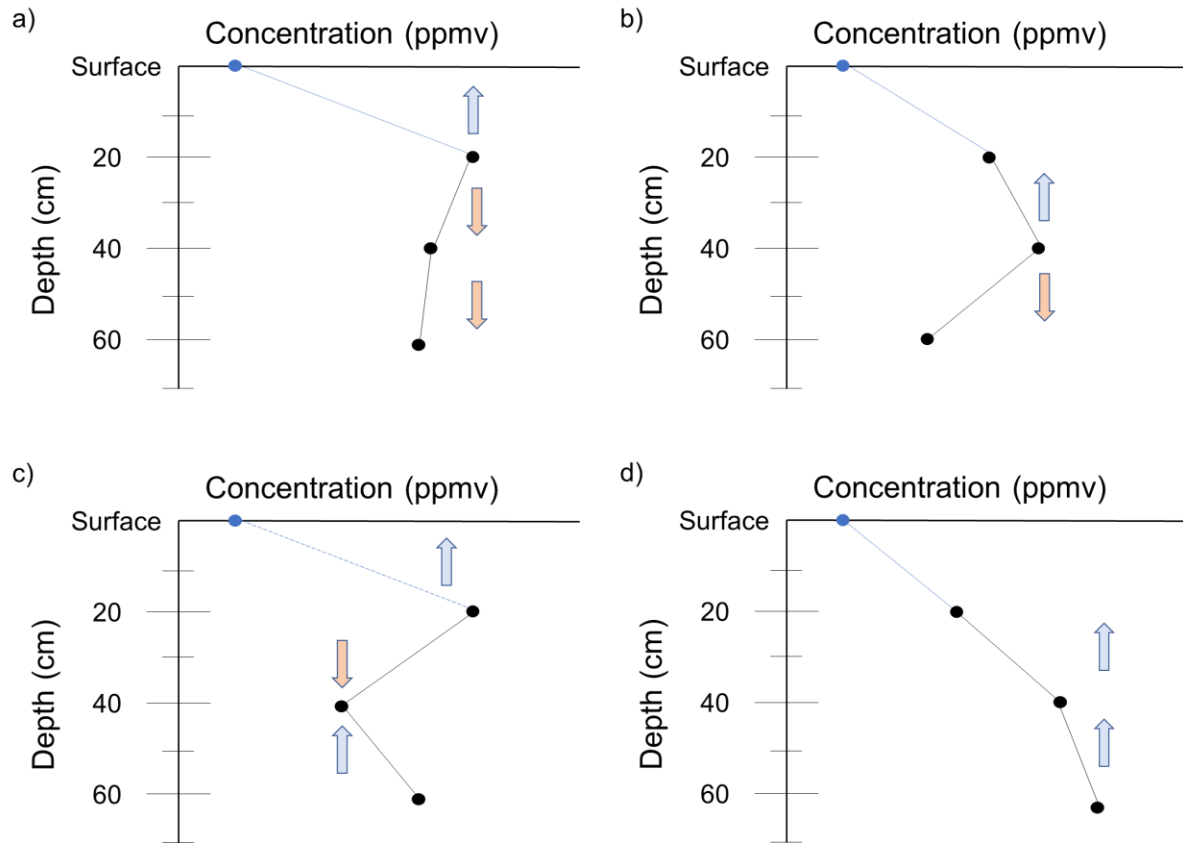 a)
Concentration (ppmv)
Surface
20
40
60
Depth (cm)
b)
Concentration (ppmv)
Surface
20
40
60
Depth (cm)
c)
Concentration (ppmv)
Surface
20
40
60
Depth (cm)
d)
Concentration (ppmv)
Surface
20
40
60
Depth (cm)